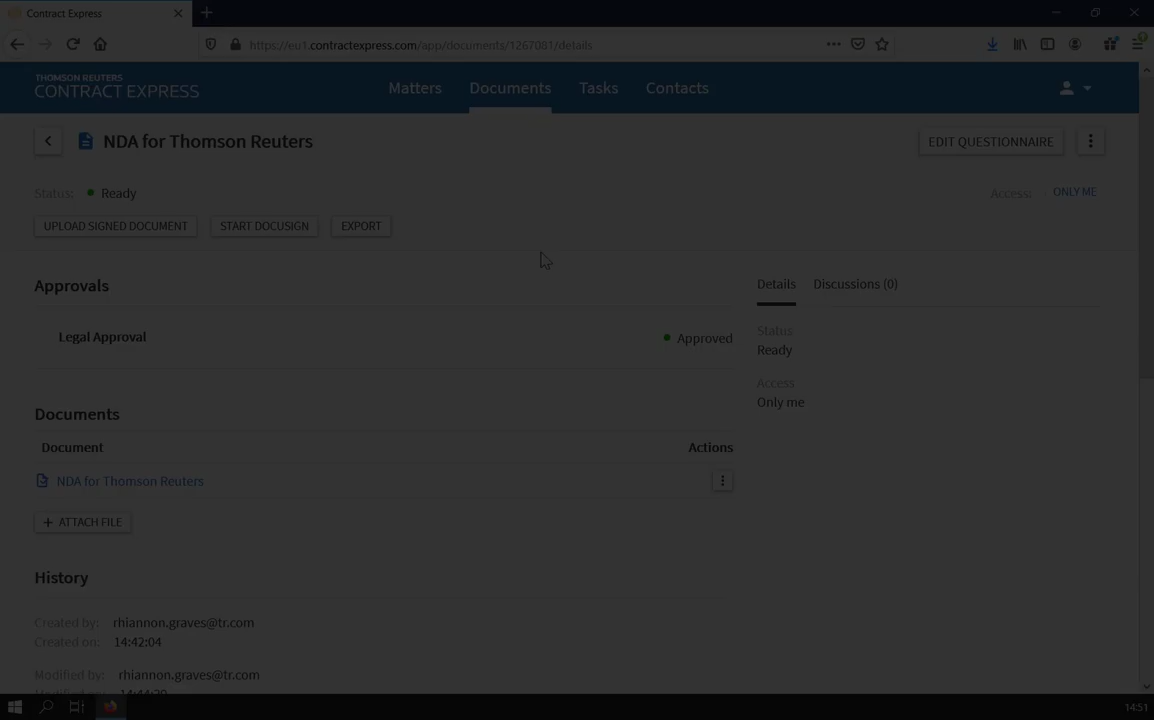 Contract Express
https://eu1.contractexpress.com/app/documents/1267081/details
THOMSON REUTERS
CONTRACT EXPRESS
Matters
Documents
Tasks
Contacts
NDA for Thomson Reuters
EDIT QUESTIONNAIRE
Status: Ready
Access: ONLY ME
UPLOAD SIGNED DOCUMENT
START DOCUSIGN
EXPORT
Approvals
Legal Approval
Approved
Documents
Document
Actions
NDA for Thomson Reuters
+ ATTACH FILE
History
Created by: rhiannon.graves@tr.com
Created on: 14:42:04
Modified by: rhiannon.graves@tr.com
Details
Discussions (0)
Status
Ready
Access
Only me
14:51